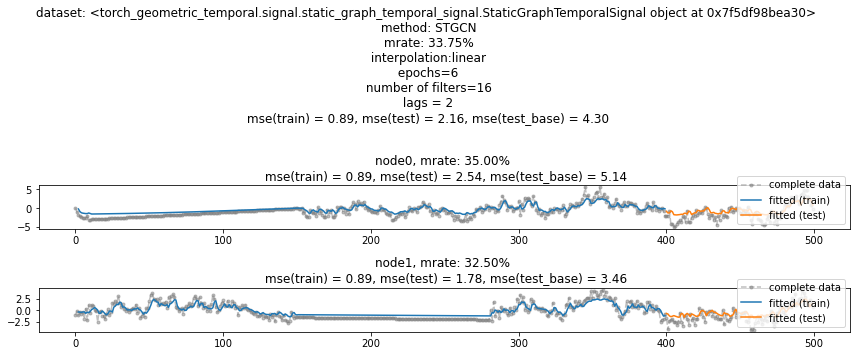 dataset: <torch_geometric_temporal.signal.static_graph_temporal_signal.StaticGraphTemporalSignal object at 0x7f5df98bea30>
method: STGCN
mrate: 33.75%
interpolation:linear
epochs=6
number of filters=16
lags = 2
mse(train) = 0.89, mse(test) = 2.16, mse(test_base) = 4.30
node0, mrate: 35.00%
mse(train) = 0.89, mse(test) = 2.54, mse(test_base) = 5.14
5
0
−5
complete data
fitted (train)
fitted (test)
0 100 200 300 400 500
node1, mrate: 32.50%
mse(train) = 0.89, mse(test) = 1.78, mse(test_base) = 3.46
2.5
0.0
−2.5
complete data
fitted (train)
fitted (test)
0 100 200 300 400 500